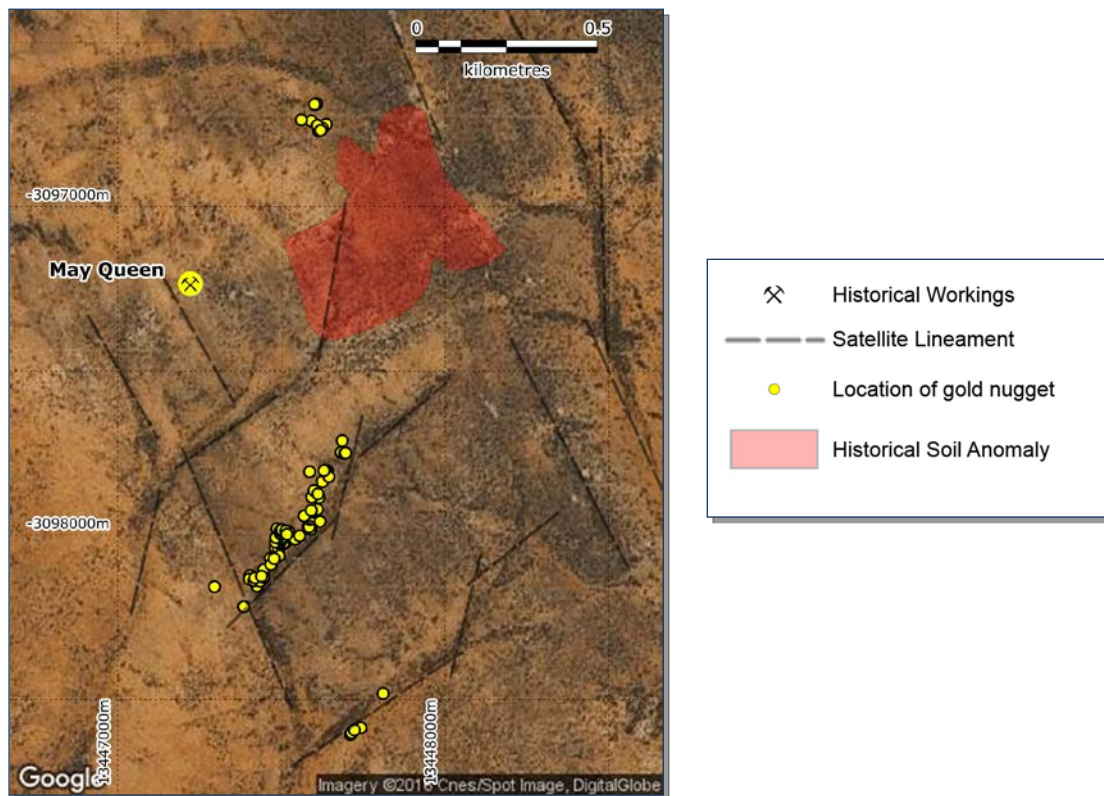 0 0.5
kilometres
-3097000m
May Queen
-3098000m
13447000m
13448000m
Google
Imagery ©2016 Cnes/Spot Image, DigitalGlobe
Historical Workings
Satellite Lineament
Location of gold nugget
Historical Soil Anomaly